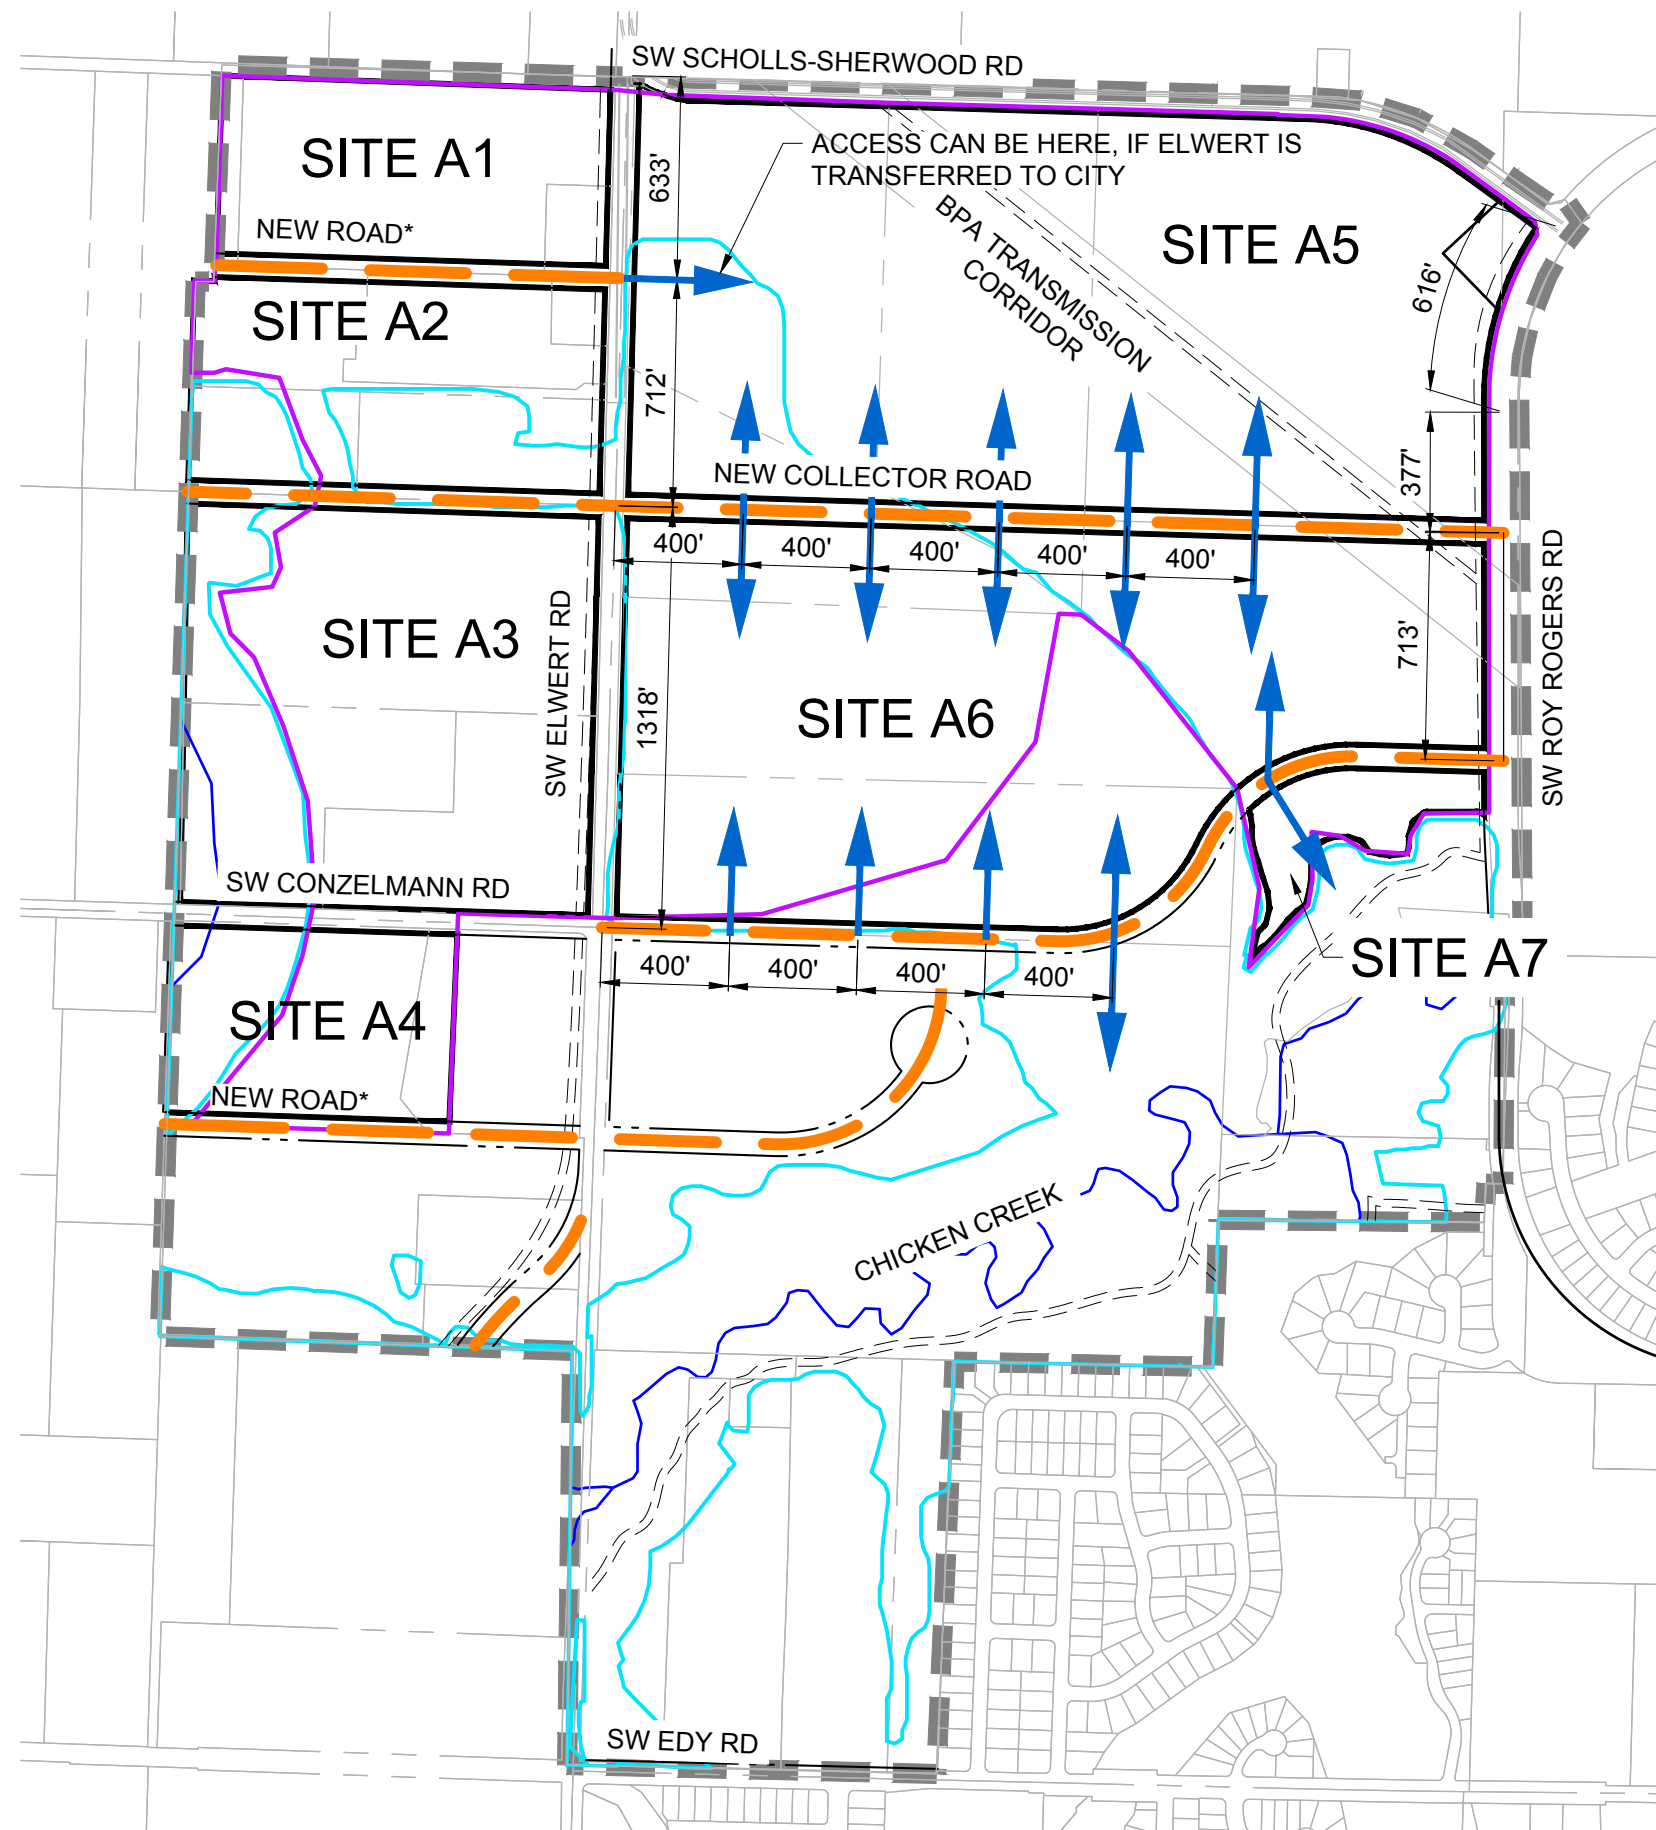 SW SCHOLLS-SHERWOOD RD
SITE A1
633'
ACCESS CAN BE HERE, IF ELWERT IS
TRANSFERRED TO CITY
NEW ROAD*
BPA TRANSMISSION
CORRIDOR
SITE A5
616'
SITE A2
712'
377'
NEW COLLECTOR ROAD
400'
400'
400'
400'
400'
SITE A3
SW ELWERT RD
1318'
SITE A6
713'
SW ROY ROGERS RD
SW CONZELMANN RD
400'
400'
400'
400'
SITE A7
SITE A4
NEW ROAD*
CHICKEN CREEK
SW EDY RD